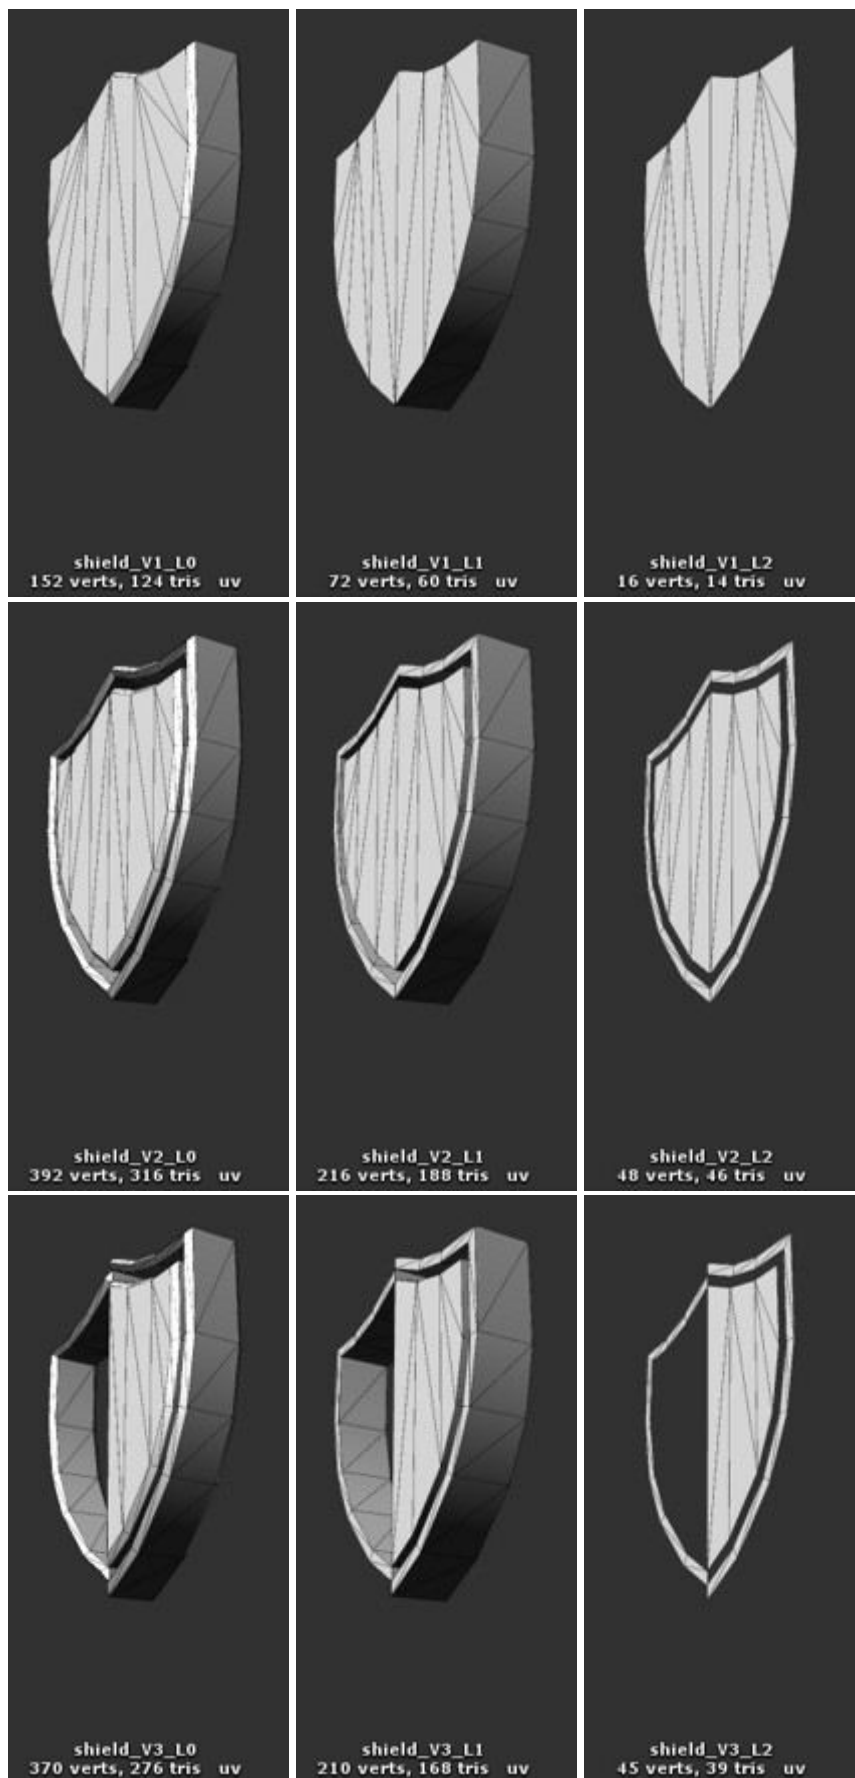 shield_V1_L0
152 verts, 124 tris uv
shield_V1_L1
72 verts, 60 tris uv
shield_V1_L2
16 verts, 14 tris uv
shield_V2_L0
392 verts, 316 tris uv
shield_V2_L1
216 verts, 188 tris uv
shield_V2_L2
48 verts, 46 tris uv
shield_V3_L0
370 verts, 276 tris uv
shield_V3_L1
210 verts, 168 tris uv
shield_V3_L2
45 verts, 39 tris uv